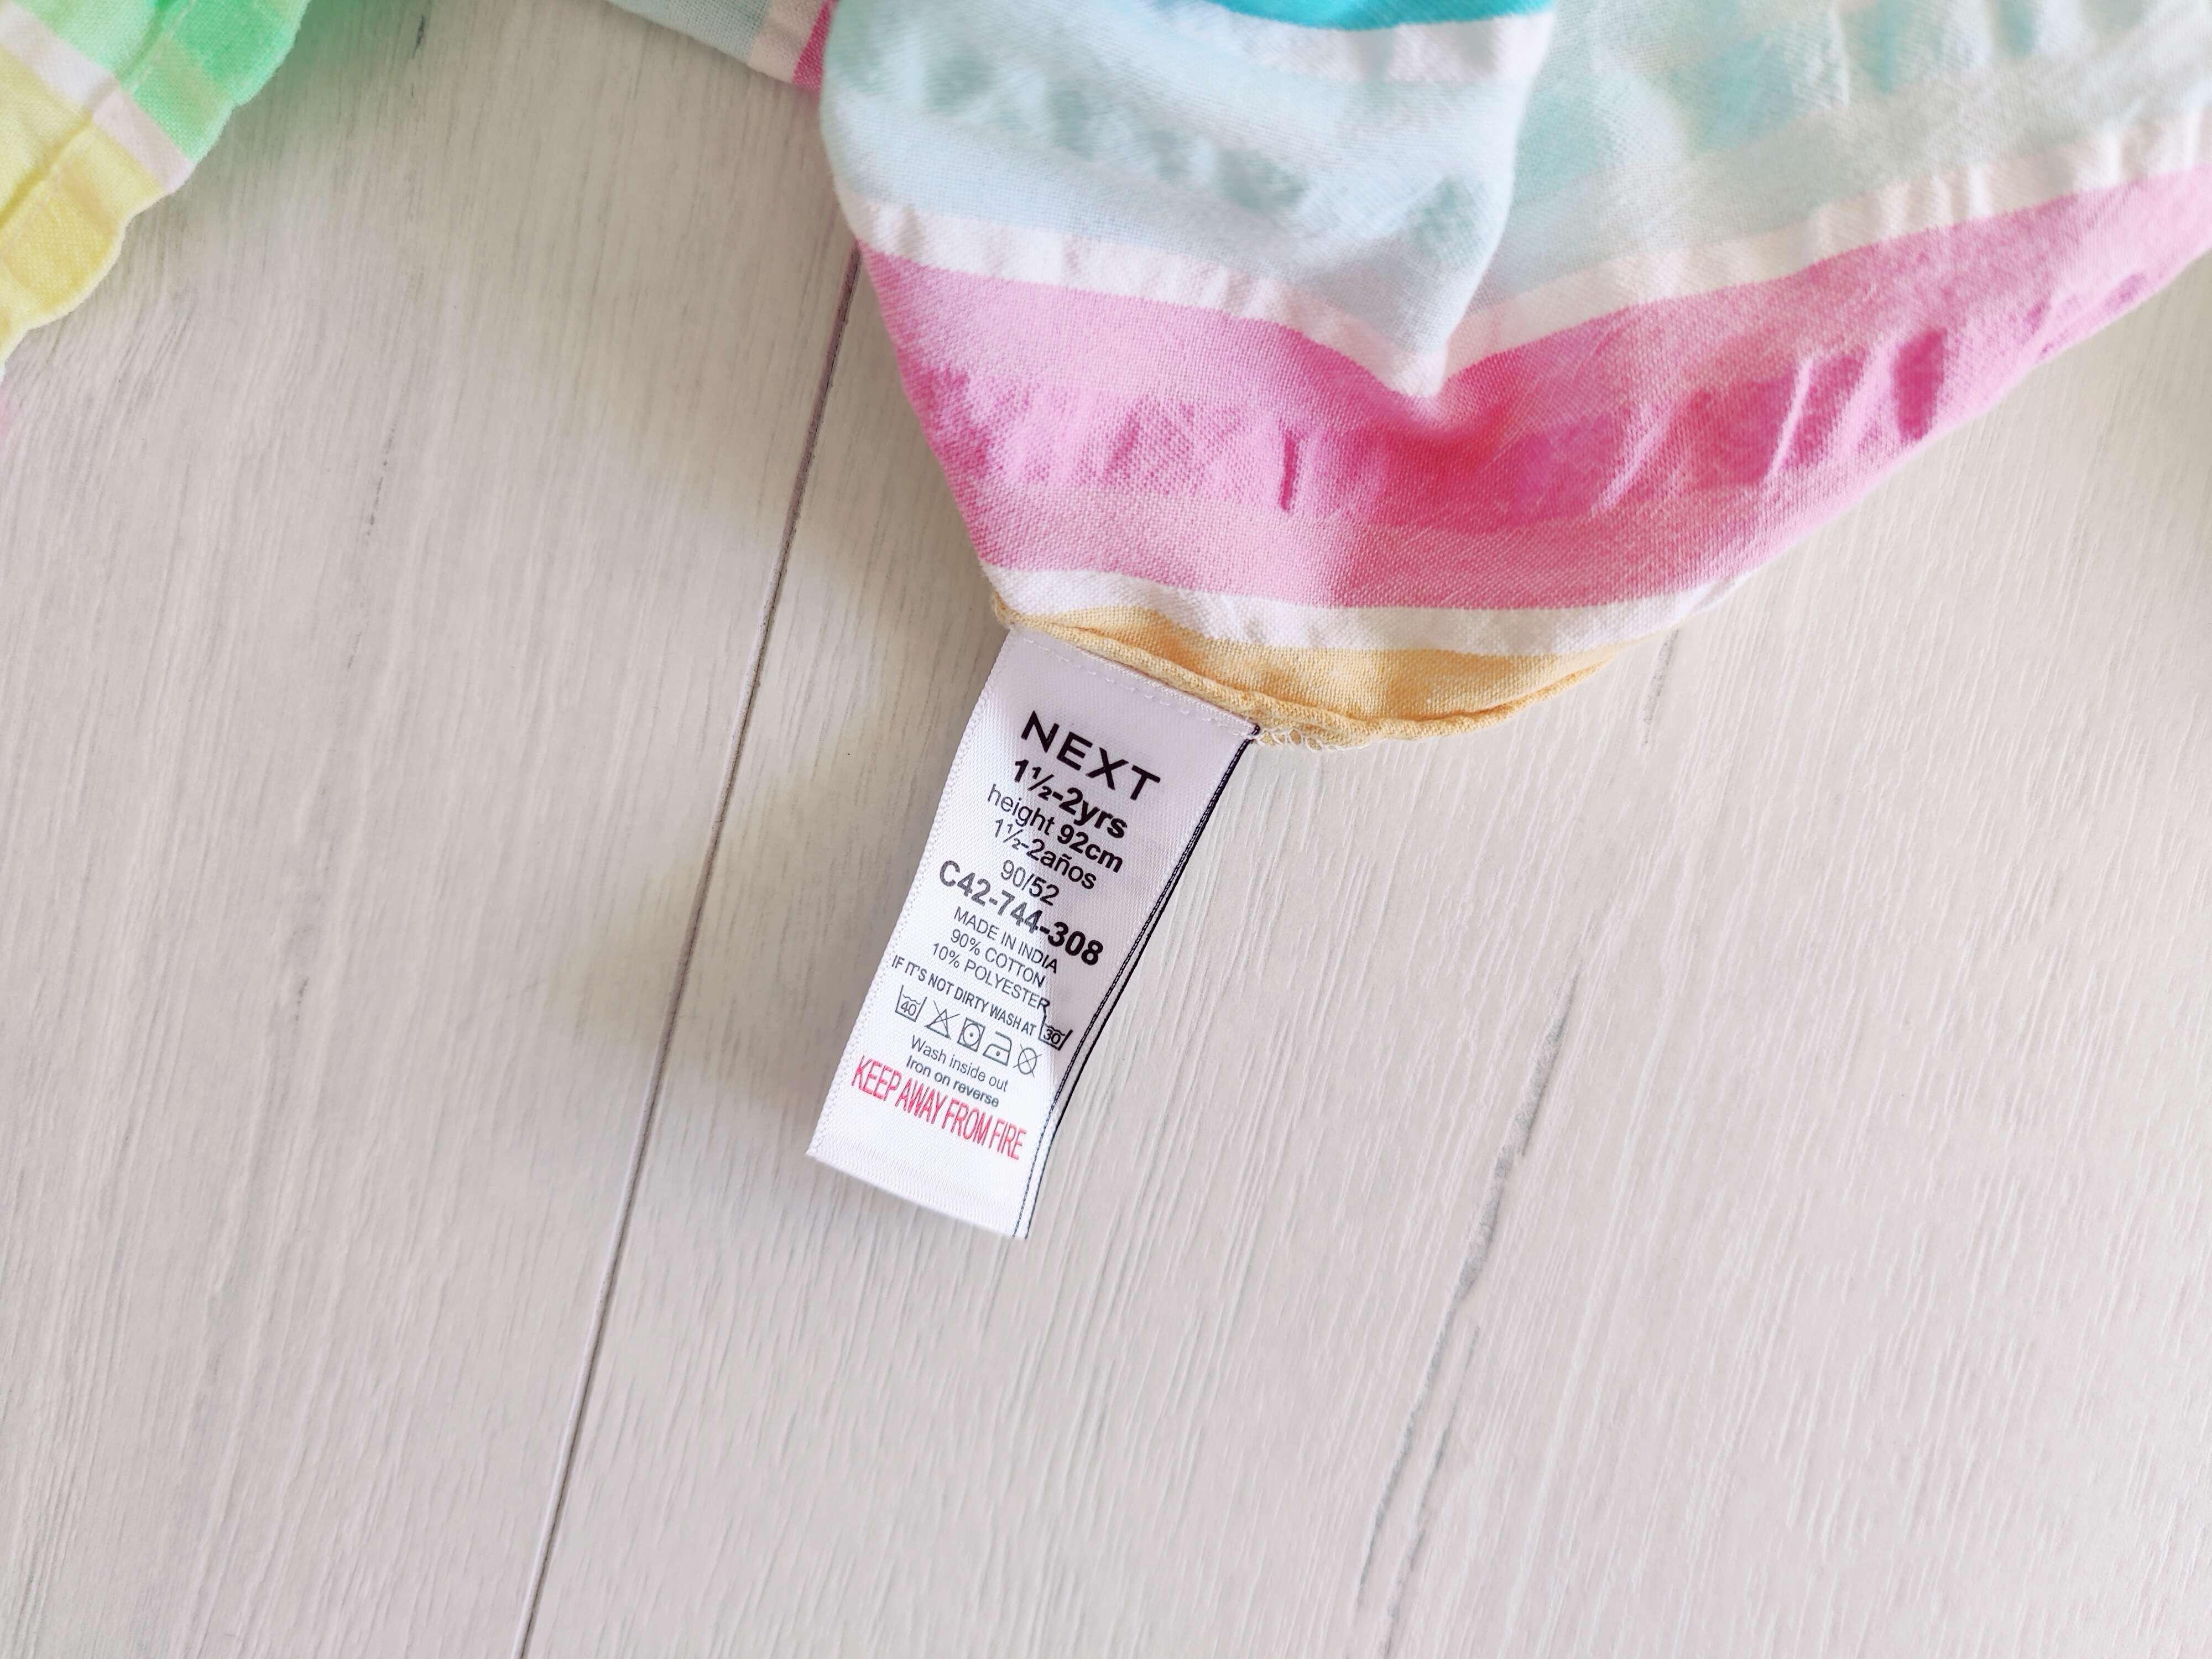 NEXT
1½-2yrs
height 92cm
1½-2años
90/52
C42-744-308
MADE IN INDIA
90% COTTON
10% POLYESTER
IF IT'S NOT DIRTY WASH AT 30
40
Wash inside out
Iron on reverse
KEEP AWAY FROM FIRE